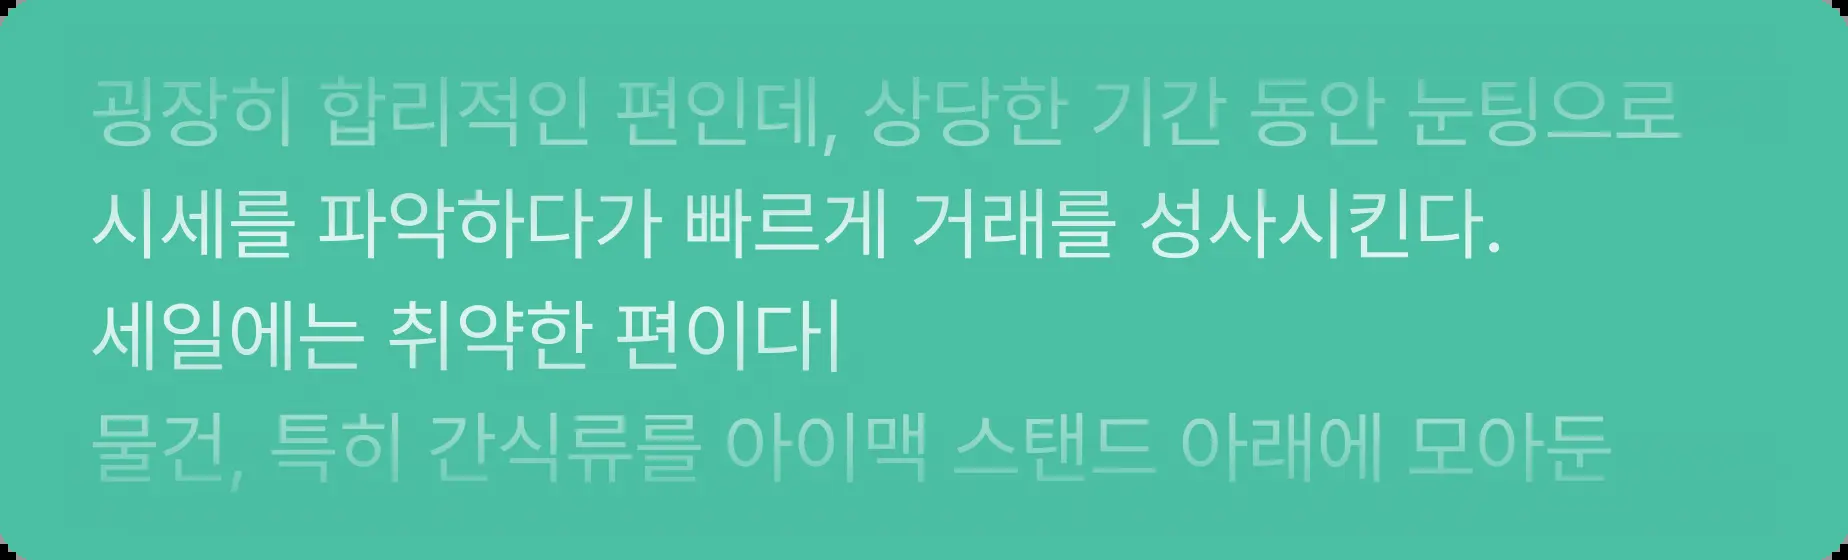 굉장히 합리적인 편인데, 상당한 기간 동안 눈팅으로
시세를 파악하다가 빠르게 거래를 성사시킨다.
세일에는 취약한 편이다|
물건, 특히 간식류를 아이맥 스탠드 아래에 모아둔